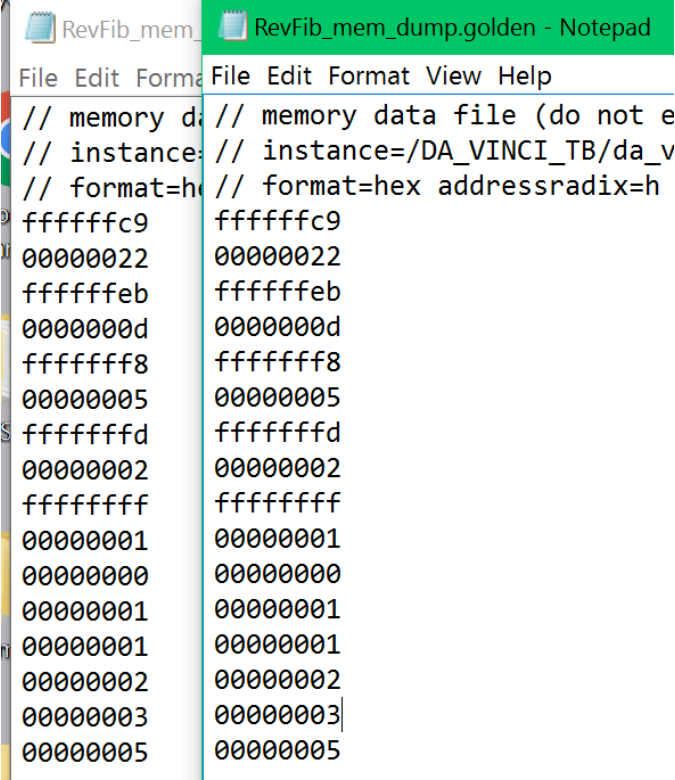 RevFib_mem_
File Edit Forma
// memory da
// instance=
// format=he
ffffffc9
00000022
ffffffeb
0000000d
fffffff8
00000005
fffffffd
00000002
ffffffff
00000001
00000000
00000001
00000001
00000002
00000003
00000005
RevFib_mem_dump.golden - Notepad
File Edit Format View Help
// memory data file (do not e
// instance=/DA_VINCI_TB/da_v
// format=hex addressradix=h
ffffffc9
00000022
ffffffeb
0000000d
fffffff8
00000005
fffffffd
00000002
ffffffff
00000001
00000000
00000001
00000001
00000002
00000003
00000005